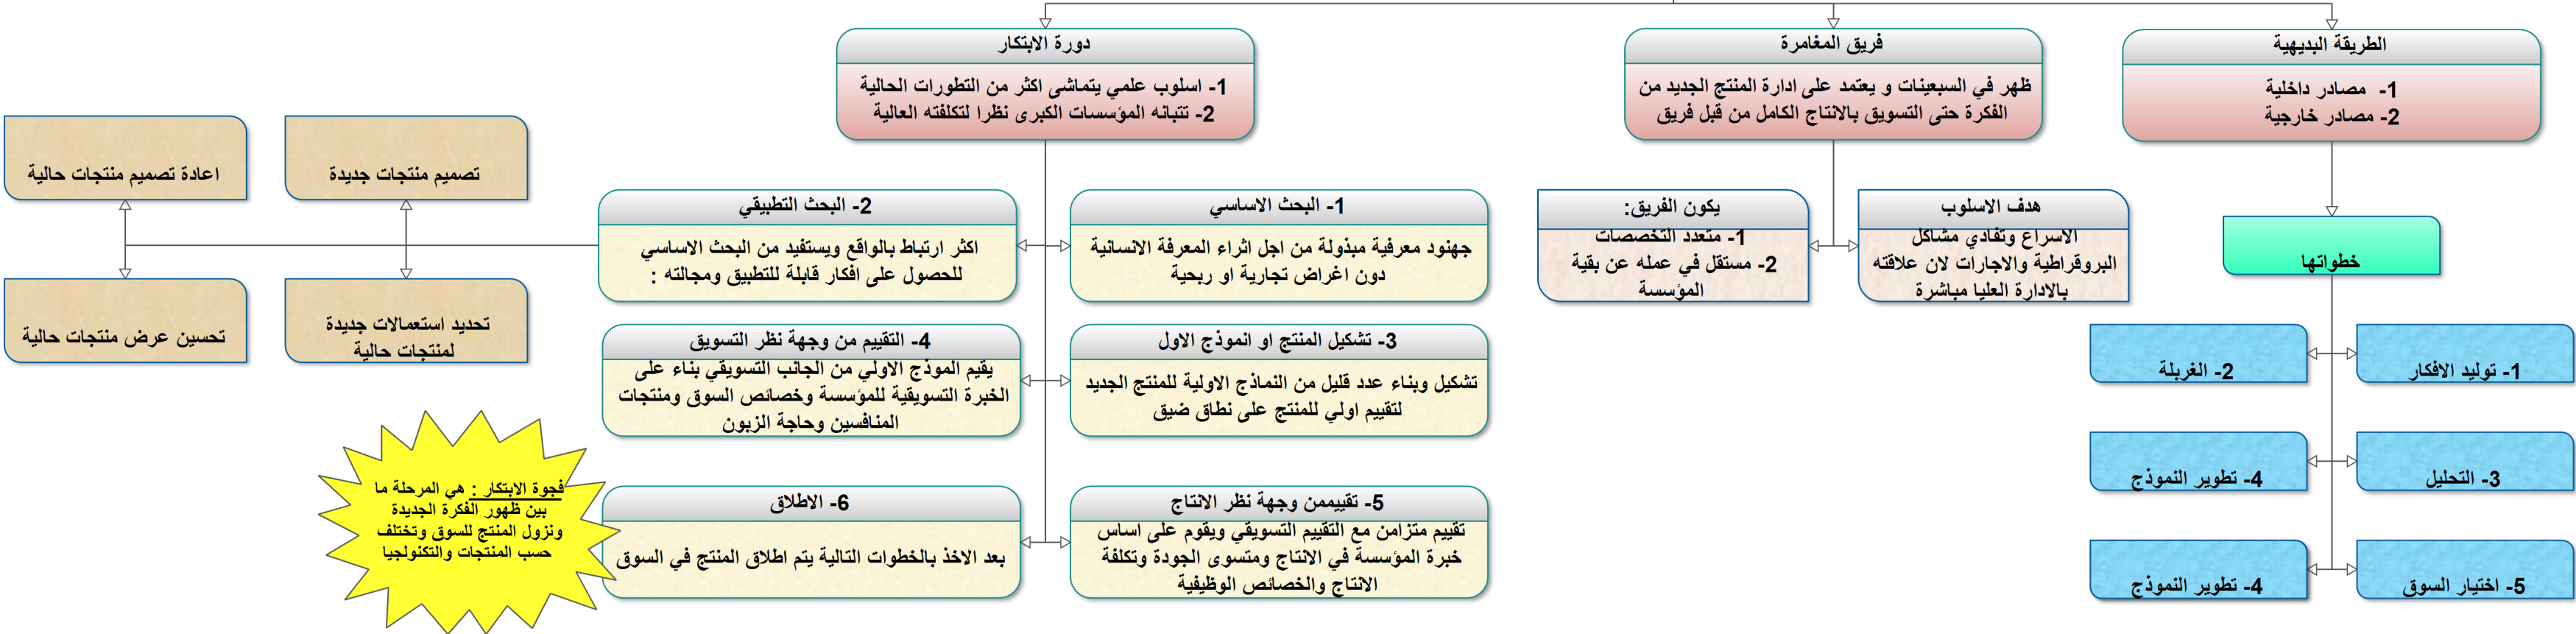 الطريقة البديهية
1- مصادر داخلية
2- مصادر خارجية
خطواتها
1- توليد الافكار
2- الغربلة
3- التحليل
4- تطوير النموذج
5- اختيار السوق
4- تطوير النموذج
فريق المغامرة
ظهر في السبعينات و يعتمد على ادارة المنتج الجديد من
الفكرة حتى التسويق بالانتاج الكامل من قبل فريق
هدف الاسلوب
الاسراع وتفادي مشاكل
البروقراطية والاجارات لان علاقته
بالادارة العليا مباشرة
يكون الفريق:
1- متعدد التخصصات
2- مستقل في عمله عن بقية
المؤسسة
دورة الابتكار
1- اسلوب علمي يتماشى اكثر من التطورات الحالية
2- تتبانه المؤسسات الكبرى نظرا لتكلفته العالية
1- البحث الاساسي
جهنود معرفية مبذولة من اجل اثراء المعرفة الانسانية
دون اغراض تجارية او ربحية
2- البحث التطبيقي
اكثر ارتباط بالواقع ويستفيد من البحث الاساسي
للحصول على افكار قابلة للتطبيق ومجالته :
تصميم منتجات جديدة
اعادة تصميم منتجات حالية
تحديد استعمالات جديدة
لمنتجات حالية
تحسين عرض منتجات حالية
3- تشكيل المنتج او انموذج الاول
تشكيل وبناء عدد قليل من النماذج الاولية للمنتج الجديد
لتقييم اولي للمنتج على نطاق ضيق
4- التقييم من وجهة نظر التسويق
يقيم الموذج الاولي من الجانب التسويقي بناء على
الخبرة التسويقية للمؤسسة وخصائص السوق ومنتجات
المنافسين وحاجة الزبون
5- تقييممن وجهة نظر الانتاج
تقييم متزامن مع التقييم التسويقي ويقوم على اساس
خبرة المؤسسة في الانتاج ومتسوى الجودة وتكلفة
الانتاج والخصائص الوظيفية
6- الاطلاق
بعد الاخذ بالخطوات التالية يتم اطلاق المنتج في السوق
فجوة الابتكار : هي المرحلة ما
بين ظهور الفكرة الجديدة
ونزول المنتج للسوق وتختلف
حسب المنتجات والتكنولجيا